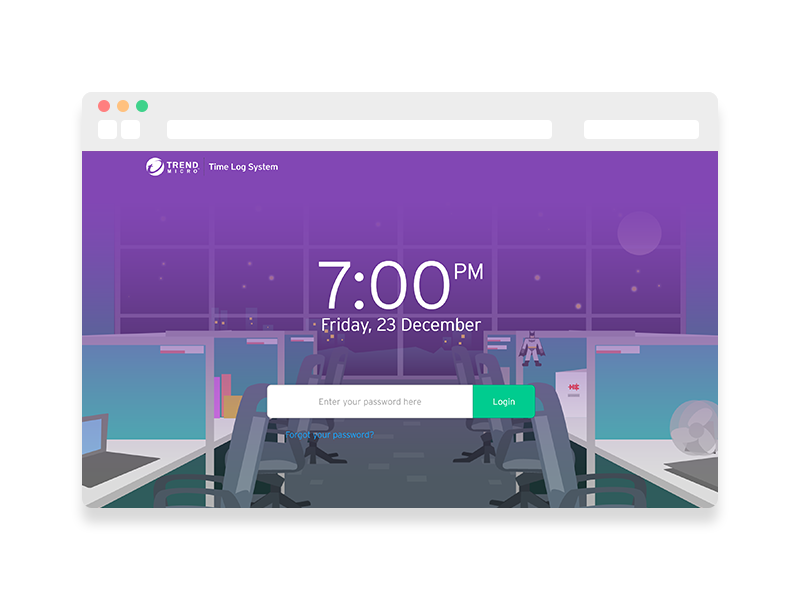 TREND
MICRO
Time Log System
7:00 PM
Friday, 23 December
Enter your password here
Login
Forgot your password?